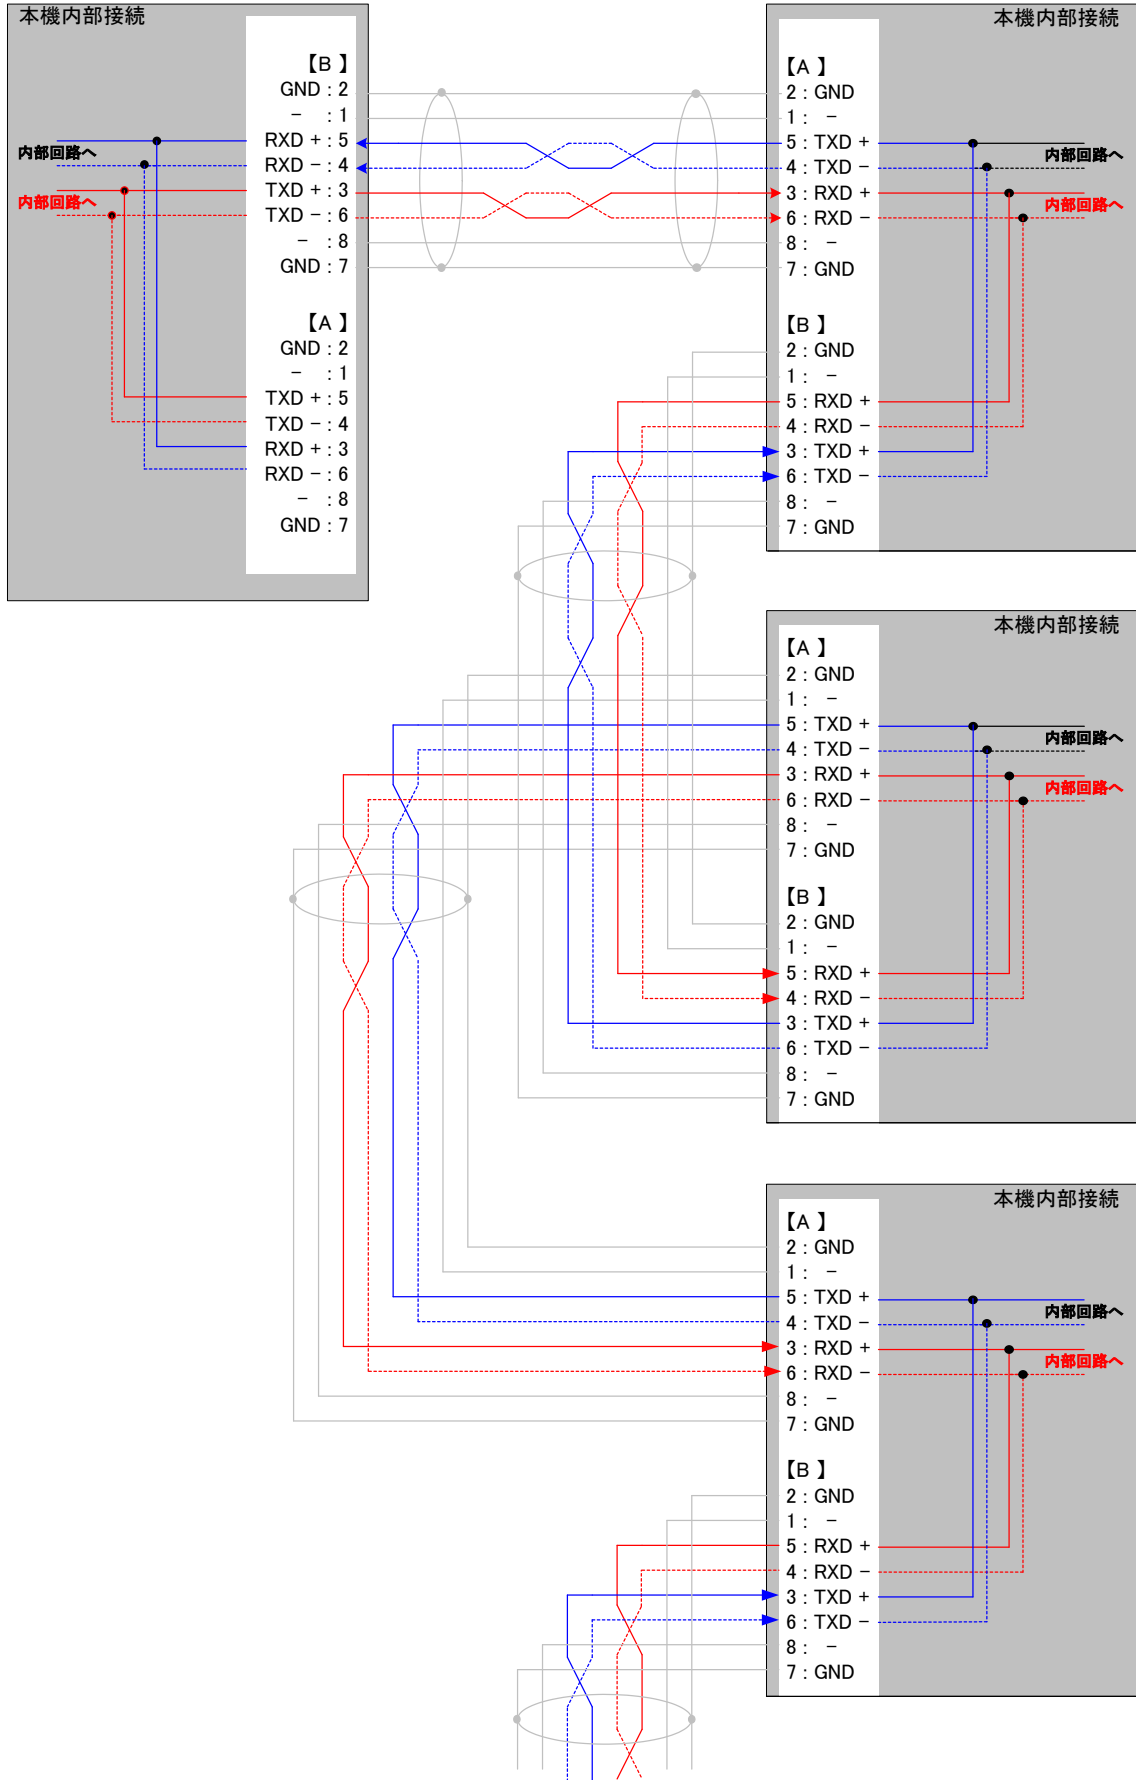 本機内部接続
【B 】
GND : 2
− : 1
RXD + : 5
RXD − : 4
TXD + : 3
TXD − : 6
− : 8
GND : 7
内部回路へ
内部回路へ
【A 】
GND : 2
− : 1
TXD + : 5
TXD − : 4
RXD + : 3
RXD − : 6
− : 8
GND : 7
本機内部接続
【A 】
2 : GND
1 : −
5 : TXD +
4 : TXD −
3 : RXD +
6 : RXD −
8 : −
7 : GND
内部回路へ
内部回路へ
【B 】
2 : GND
1 : −
5 : RXD +
4 : RXD −
3 : TXD +
6 : TXD −
8 : −
7 : GND
本機内部接続
【A 】
2 : GND
1 : −
5 : TXD +
4 : TXD −
3 : RXD +
6 : RXD −
8 : −
7 : GND
内部回路へ
内部回路へ
【B 】
2 : GND
1 : −
5 : RXD +
4 : RXD −
3 : TXD +
6 : TXD −
8 : −
7 : GND
本機内部接続
【A 】
2 : GND
1 : −
5 : TXD +
4 : TXD −
3 : RXD +
6 : RXD −
8 : −
7 : GND
内部回路へ
内部回路へ
【B 】
2 : GND
1 : −
5 : RXD +
4 : RXD −
3 : TXD +
6 : TXD −
8 : −
7 : GND